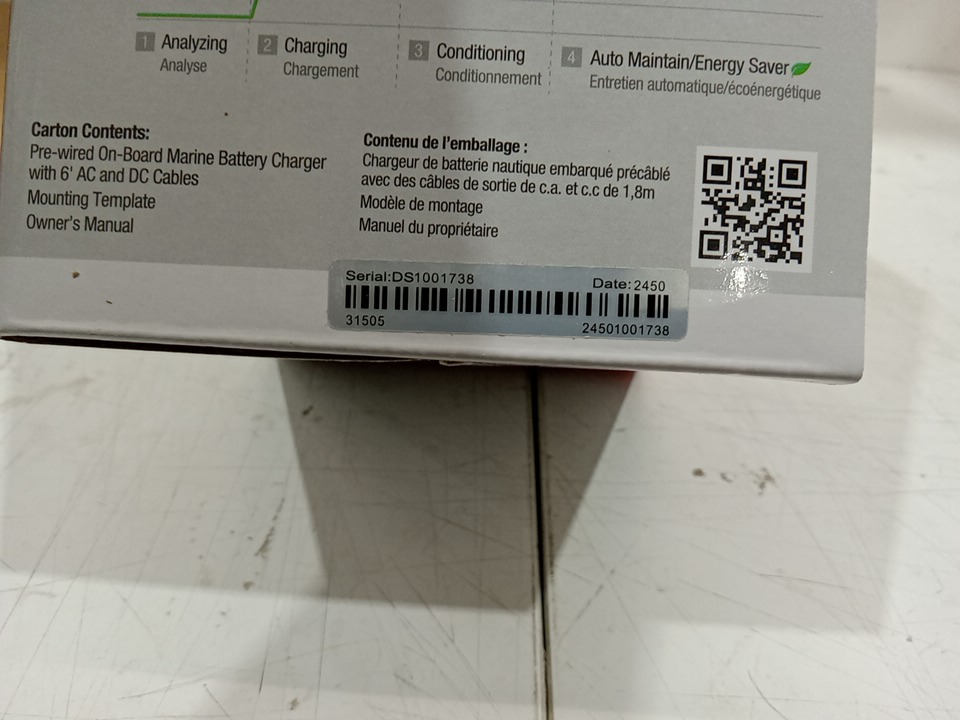 1 Analyzing
Analyse
2 Charging
Chargement
3 Conditioning
Conditionnement
4 Auto Maintain/Energy Saver
Entretien automatique/écoénergétique
Carton Contents:
Pre-wired On-Board Marine Battery Charger
with 6' AC and DC Cables
Mounting Template
Owner's Manual
Contenu de l'emballage :
Chargeur de batterie nautique embarqué précâblé
avec des câbles de sortie de c.a. et c.c de 1,8m
Modèle de montage
Manuel du propriétaire
Serial:DS1001738
Date:2450
31505
24501001738